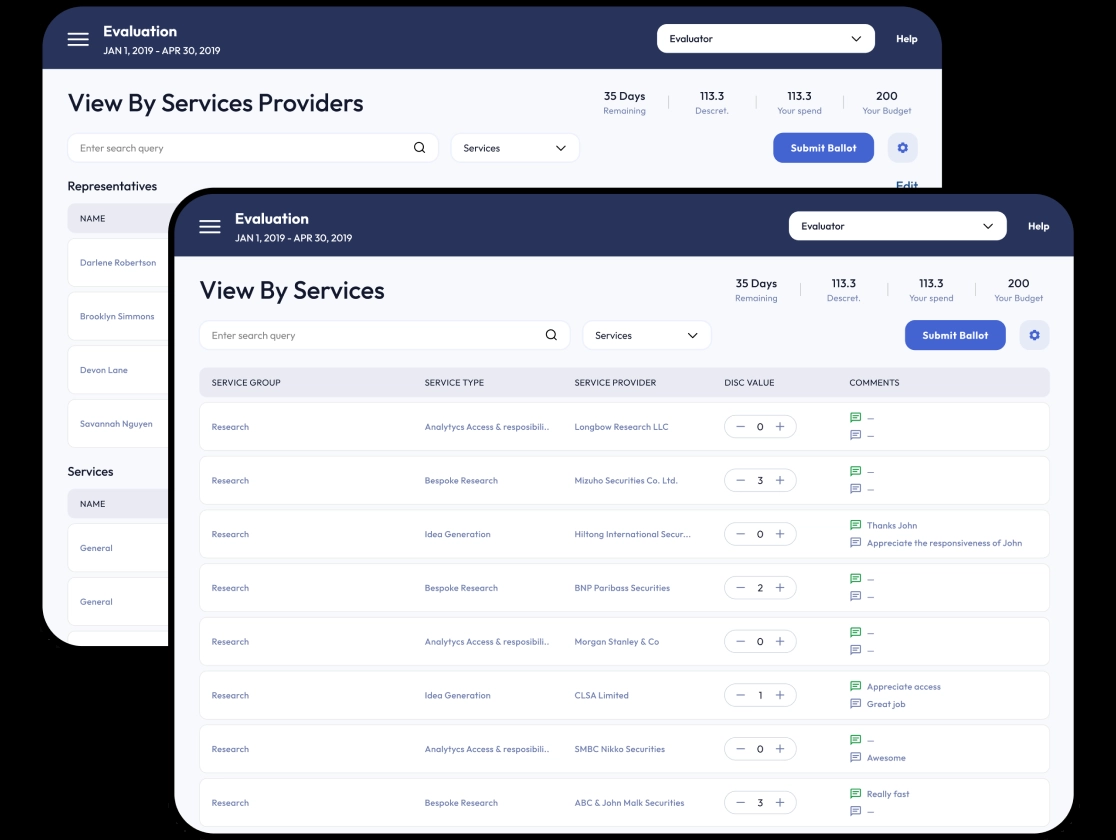 Evaluation
JAN 1, 2019 - APR 30, 2019
Evaluator
Help
View By Services Providers
35 Days
Remaining
113.3
Descret.
113.3
Your spend
200
Your Budget
Enter search query
Services
Submit Ballot
Representatives
Edit
NAME
Darlene Robertson
Brooklyn Simmons
Devon Lane
Savannah Nguyen
Services
NAME
General
General
Evaluation
JAN 1, 2019 - APR 30, 2019
Evaluator
Help
View By Services
35 Days
Remaining
113.3
Descret.
113.3
Your spend
200
Your Budget
Enter search query
Services
Submit Ballot
SERVICE GROUP SERVICE TYPE SERVICE PROVIDER DISC VALUE COMMENTS
Research Analytycs Access & resposibili.. Longbow Research LLC − 0 + –
–
Research Bespoke Research Mizuho Securities Co. Ltd. − 3 + –
–
Research Idea Generation Hiltong International Secur... − 0 + Thanks John
Appreciate the responsiveness of John
Research Bespoke Research BNP Paribass Securities − 2 + –
–
Research Analytycs Access & resposibili.. Morgan Stanley & Co − 0 + –
–
Research Idea Generation CLSA Limited − 1 + Appreciate access
Great job
Research Analytycs Access & resposibili.. SMBC Nikko Securities − 0 + –
Awesome
Research Bespoke Research ABC & John Malk Securities − 3 + Really fast
–